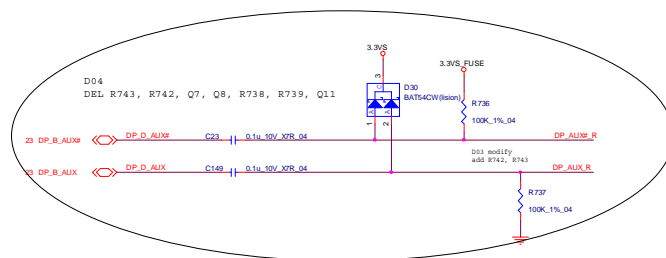 3.3VS
3.3VS_FUSE
D04
DEL R743, R742, Q7, Q8, R738, R739, Q11
3
C
D30
BAT54CW(lision)
A
A
1
2
R736
100K_1%_04
23 DP_B_AUX#
DP_D_AUX#
C23
0.1u_10V_X7R_04
DP_AUX#_R
D03 modify
add R742, R743
23 DP_B_AUX
DP_D_AUX
C149
0.1u_10V_X7R_04
DP_AUX_R
R737
100K_1%_04